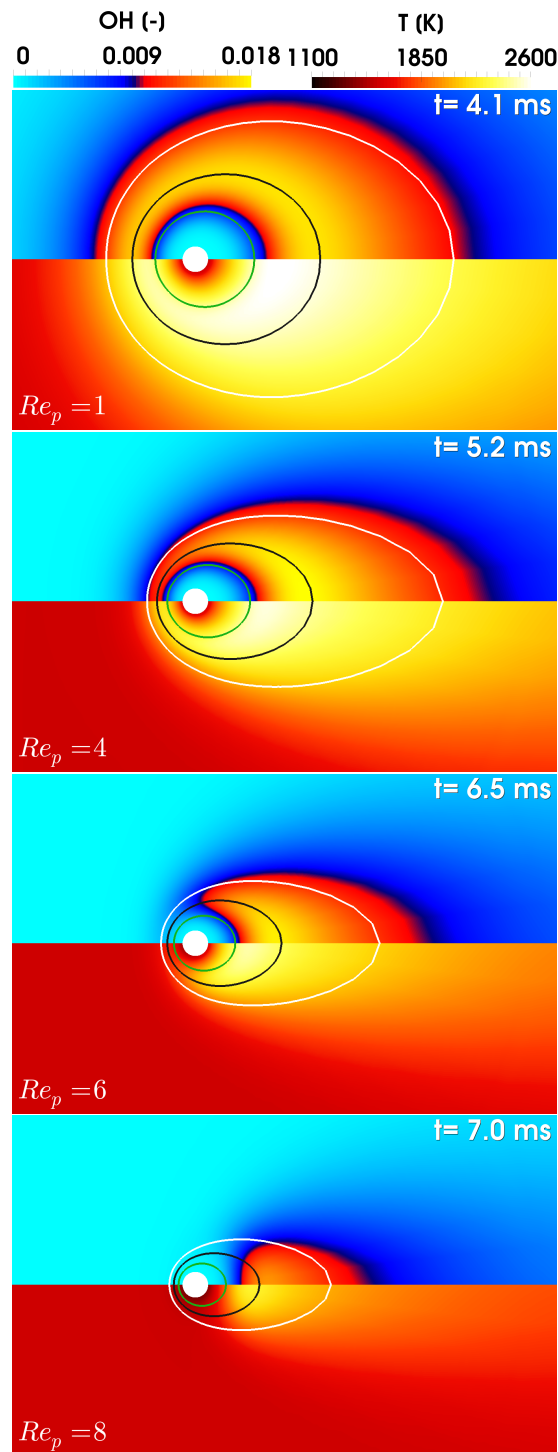 OH (-) T (K)
0 0.009 0.018 1100 1850 2600
t= 4.1 ms
Re_p =1
t= 5.2 ms
Re_p =4
t= 6.5 ms
Re_p =6
t= 7.0 ms
Re_p =8